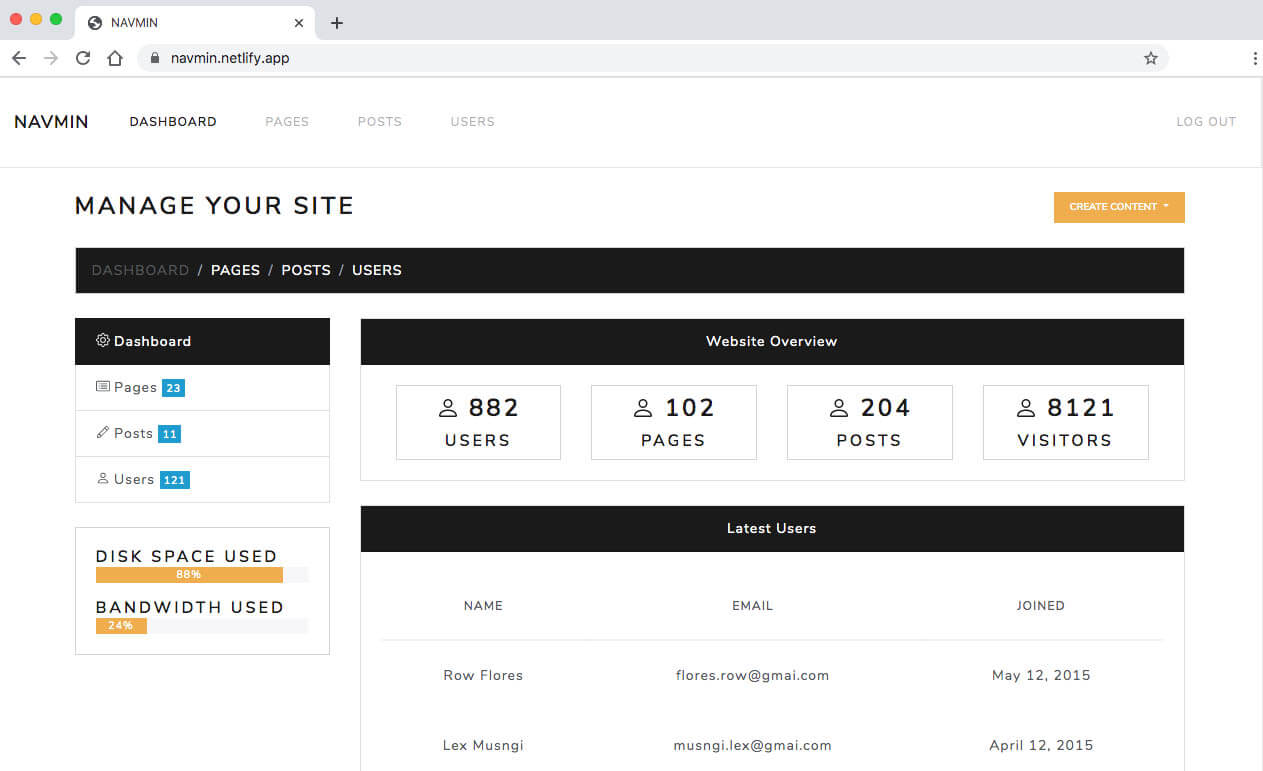 NAVMIN
navmin.netlify.app
NAVMIN DASHBOARD PAGES POSTS USERS LOG OUT
MANAGE YOUR SITE
CREATE CONTENT
DASHBOARD / PAGES / POSTS / USERS
Dashboard
Pages 23
Posts 11
Users 121
DISK SPACE USED
88%
BANDWIDTH USED
24%
Website Overview
882
USERS
102
PAGES
204
POSTS
8121
VISITORS
Latest Users
NAME EMAIL JOINED
Row Flores flores.row@gmai.com May 12, 2015
Lex Musngi musngi.lex@gmai.com April 12, 2015